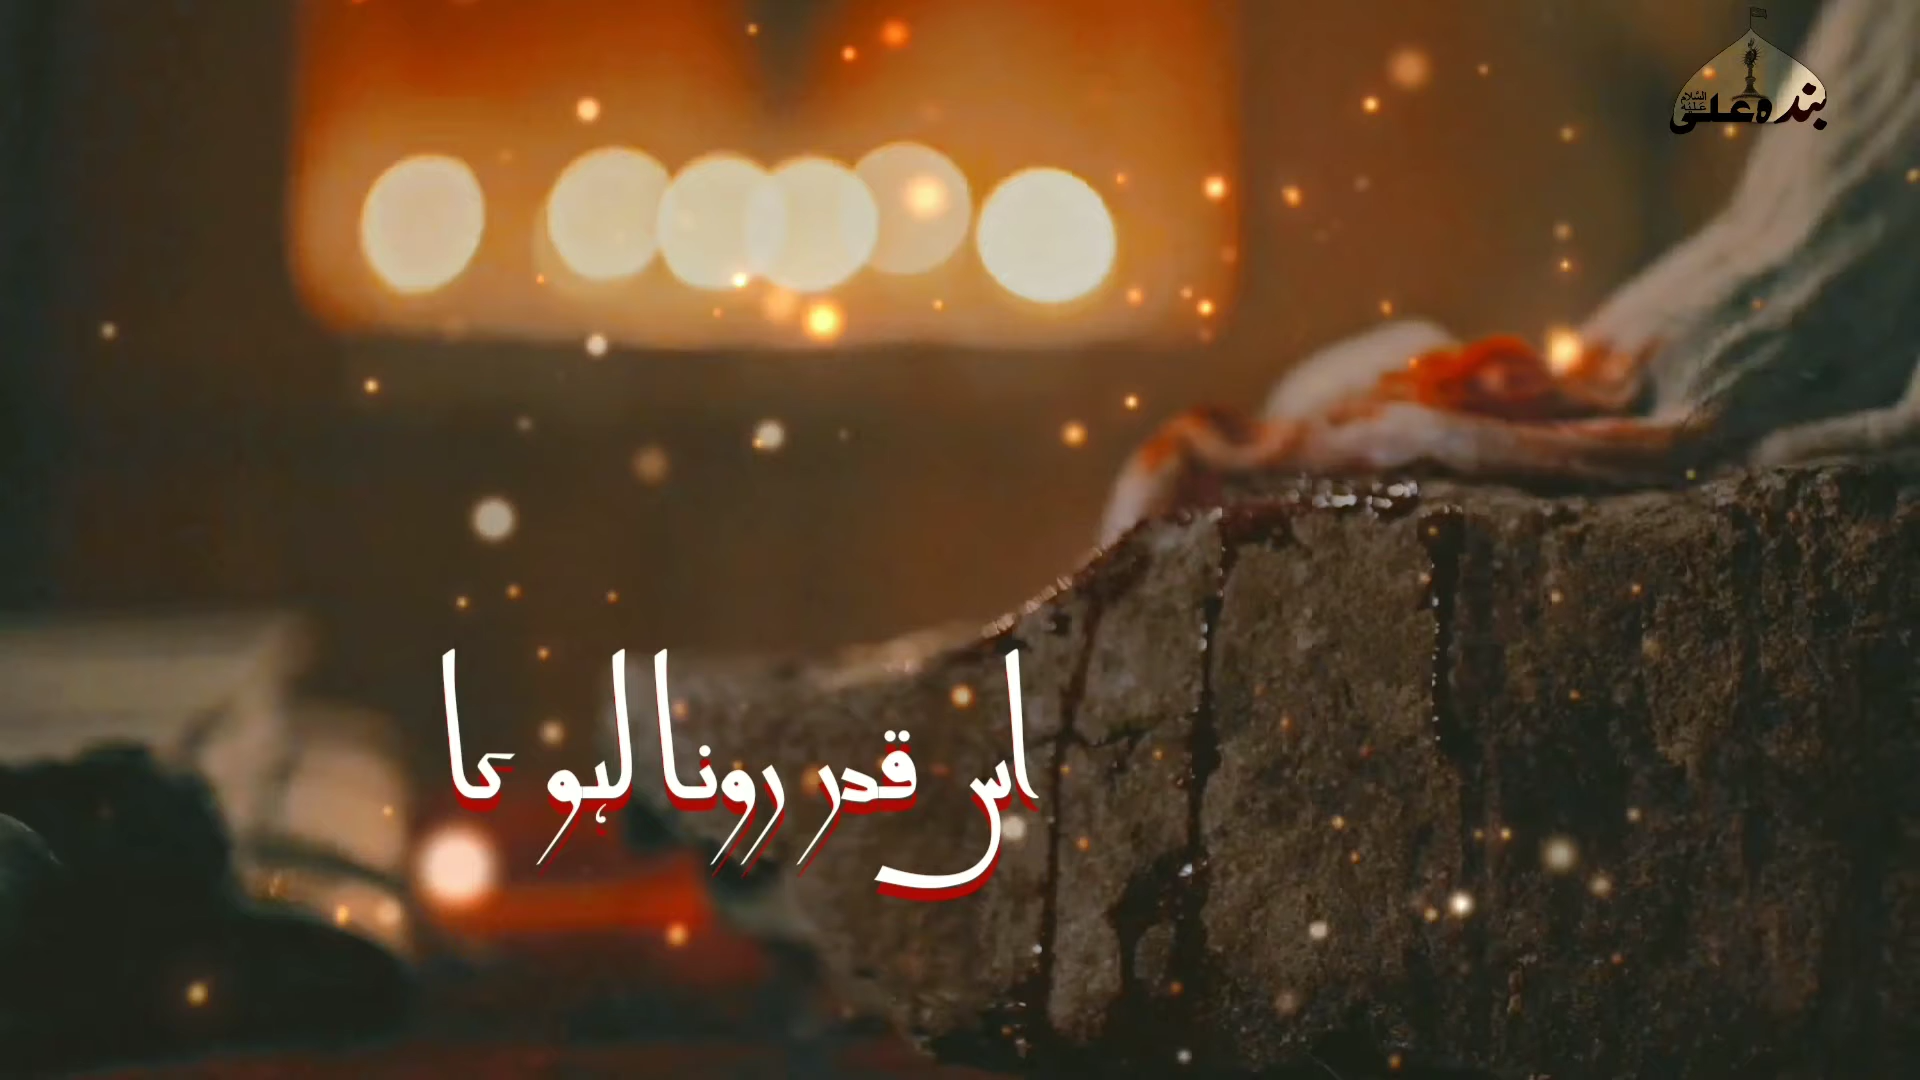 بندہ علی علیہ السلام
اس قدر رونا لہو کا